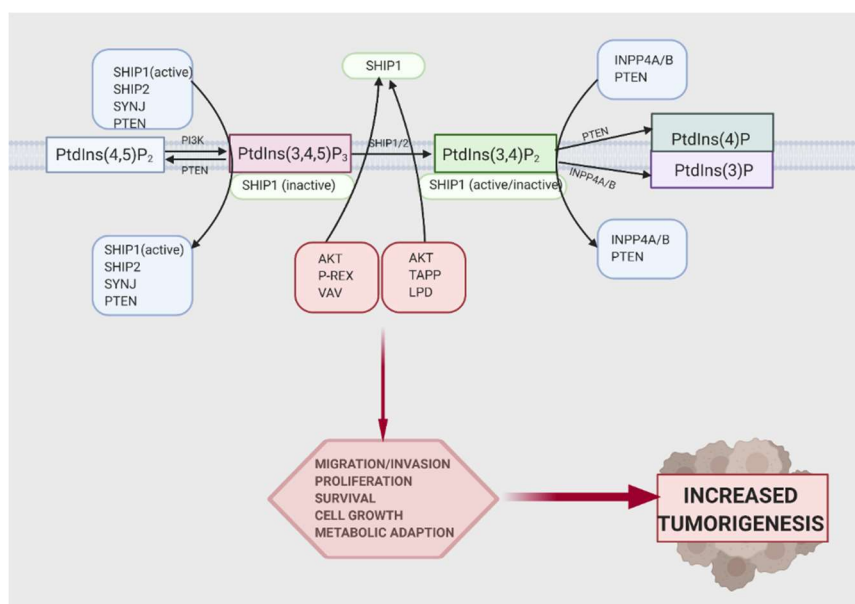 SHIP1(active)
SHIP2
SYNJ
PTEN
SHIP1
INPP4A/B
PTEN
PtdIns(4,5)P₂
PI3K
PTEN
PtdIns(3,4,5)P₃
SHIP1 (inactive)
SHIP1/2
PtdIns(3,4)P₂
SHIP1 (active/inactive)
PTEN
INPP4A/B
PtdIns(4)P
PtdIns(3)P
SHIP1(active)
SHIP2
SYNJ
PTEN
AKT
P-REX
VAV
AKT
TAPP
LPD
INPP4A/B
PTEN
MIGRATION/INVASION
PROLIFERATION
SURVIVAL
CELL GROWTH
METABOLIC ADAPTION
INCREASED
TUMORIGENESIS